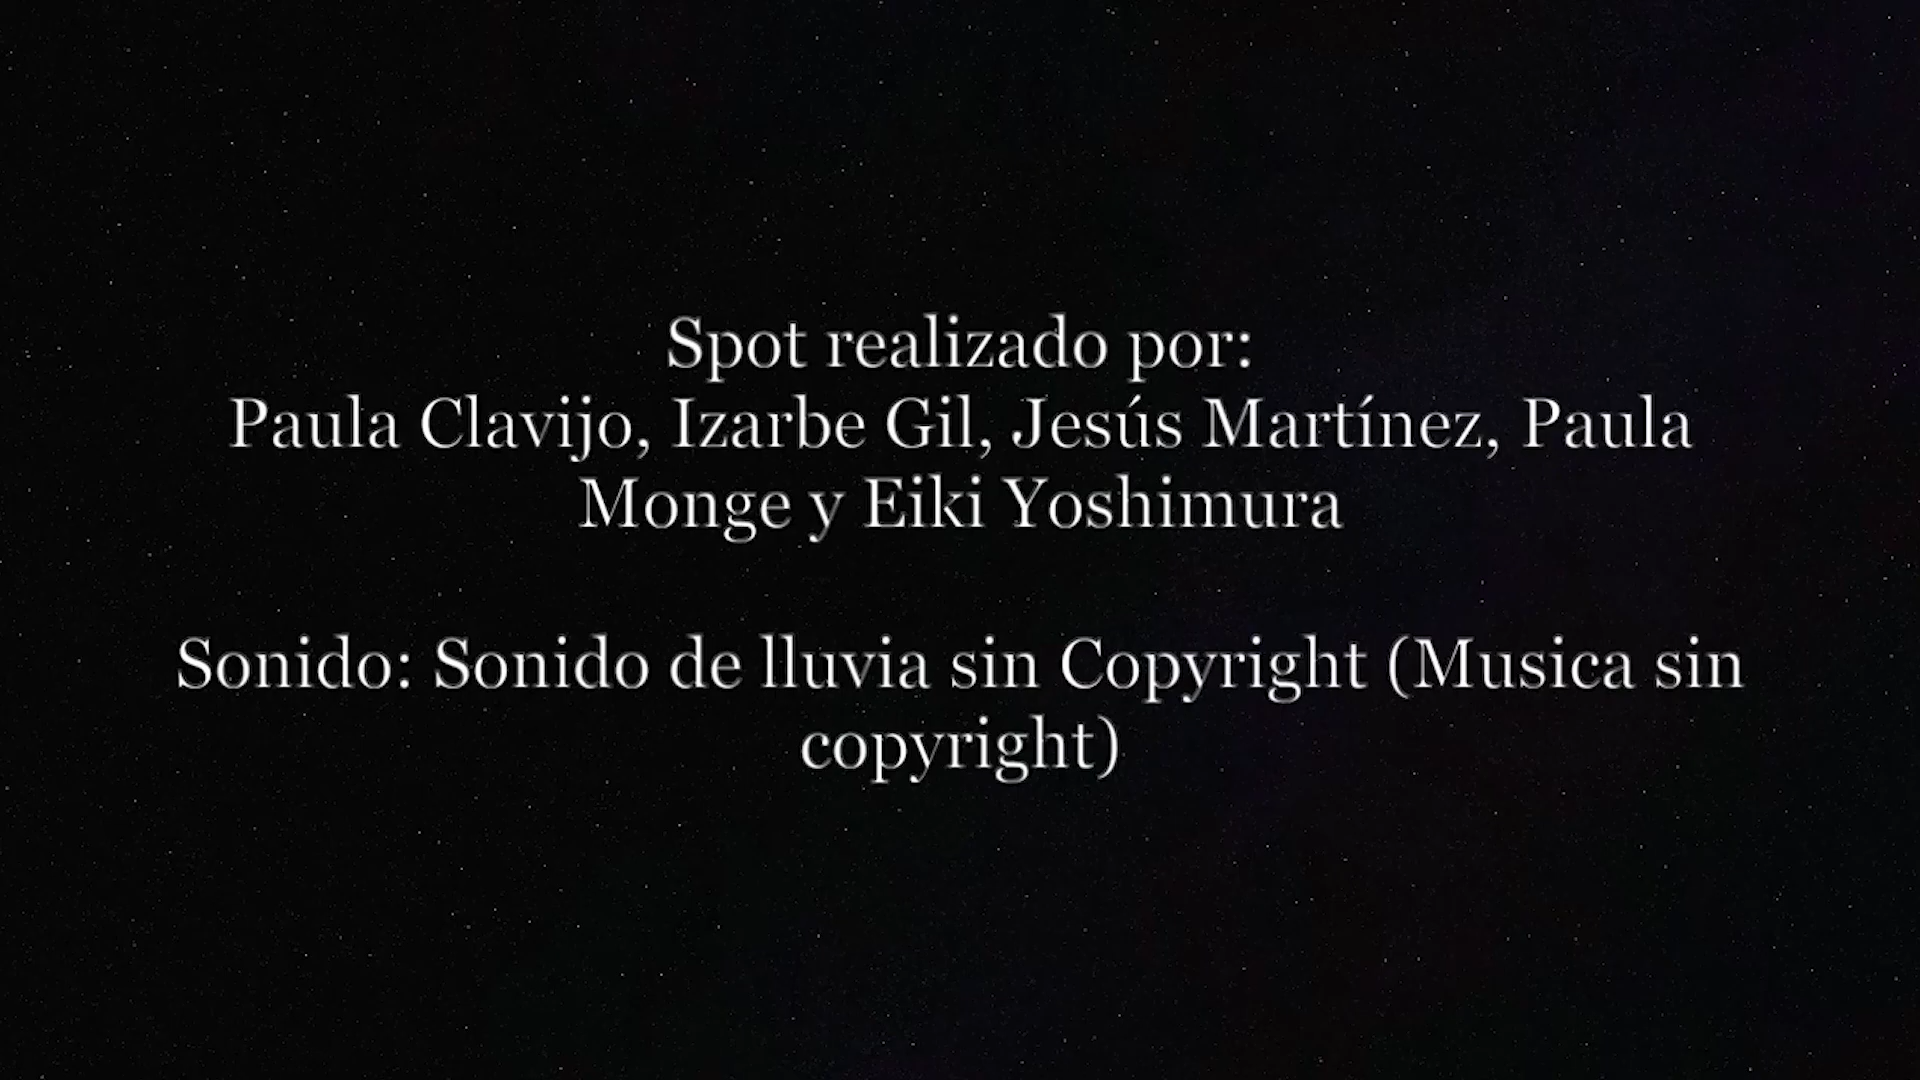 Spot realizado por:
Paula Clavijo, Izarbe Gil, Jesús Martínez, Paula
Monge y Eiki Yoshimura
Sonido: Sonido de lluvia sin Copyright (Musica sin
copyright)